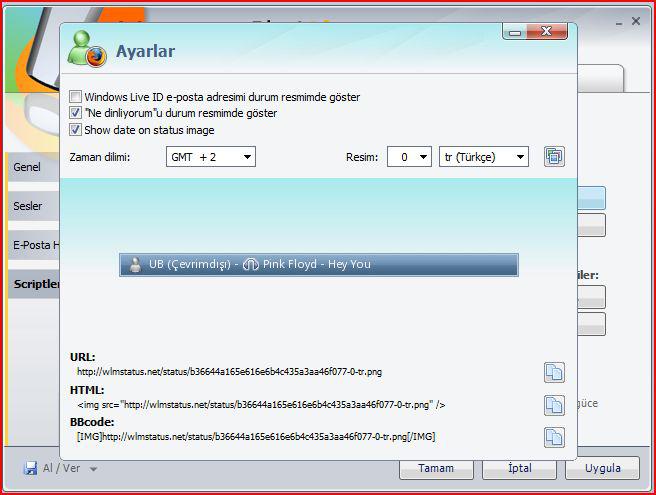 Ayarlar
Windows Live ID e-posta adresimi durum resmimde göster
"Ne dinliyorum"u durum resmimde göster
Show date on status image
Zaman dilimi:
GMT + 2
Resim:
0
tr (Türkçe)
Genel
Sesler
E-Posta H
Scriptler
UB (Çevrimdışı) - Pink Floyd - Hey You
iler:
URL:
http://wlmstatus.net/status/b36644a165e616e6b4c435a3aa46f077-0-tr.png
HTML:
<img src="http://wlmstatus.net/status/b36644a165e616e6b4c435a3aa46f077-0-tr.png" />
BBcode:
[IMG]http://wlmstatus.net/status/b36644a165e616e6b4c435a3aa46f077-0-tr.png[/IMG]
güce
Al / Ver
Tamam
İptal
Uygula